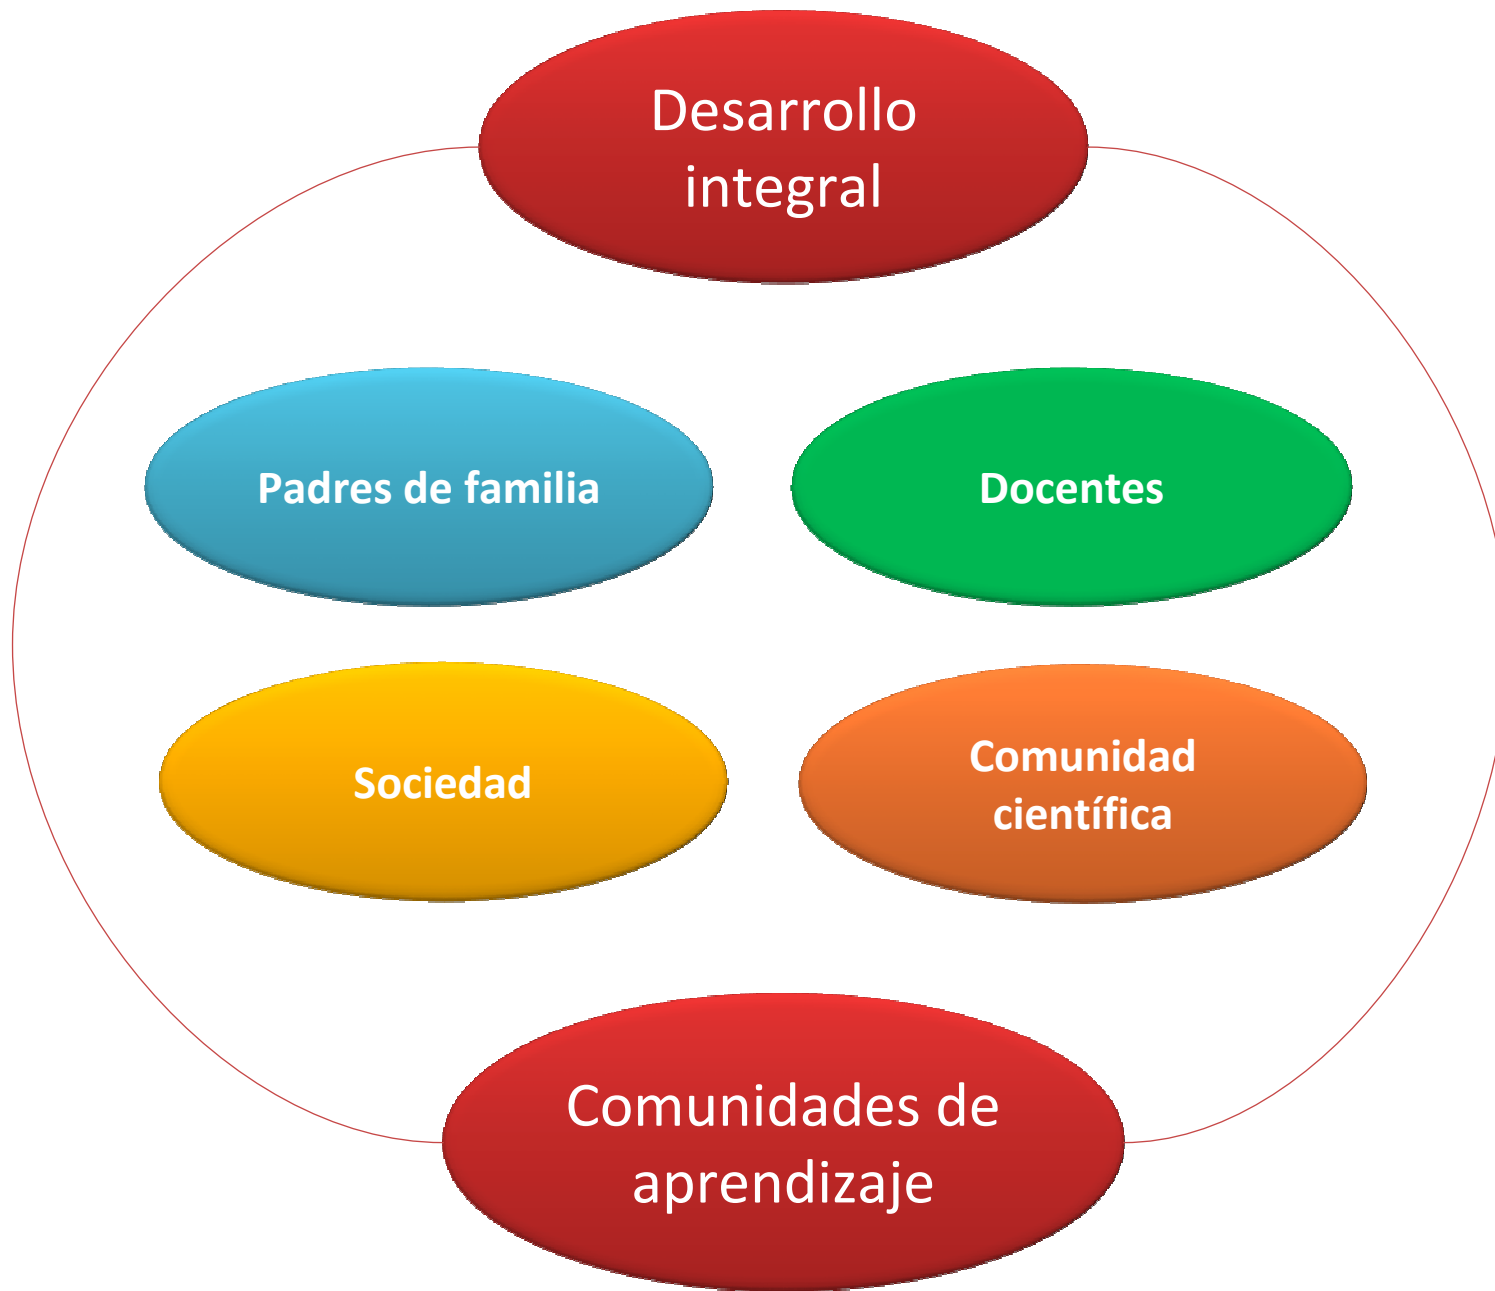 Desarrollo
integral
Padres de familia
Docentes
Sociedad
Comunidad
científica
Comunidades de
aprendizaje